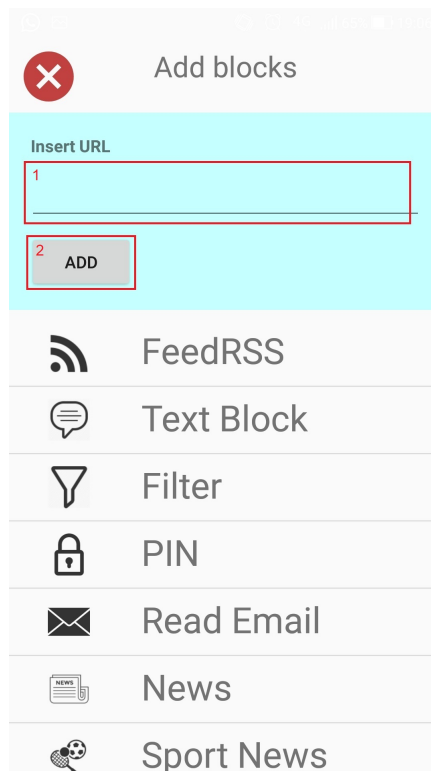 Add blocks
Insert URL
1
2
ADD
FeedRSS
Text Block
Filter
PIN
Read Email
NEWS
News
Sport News